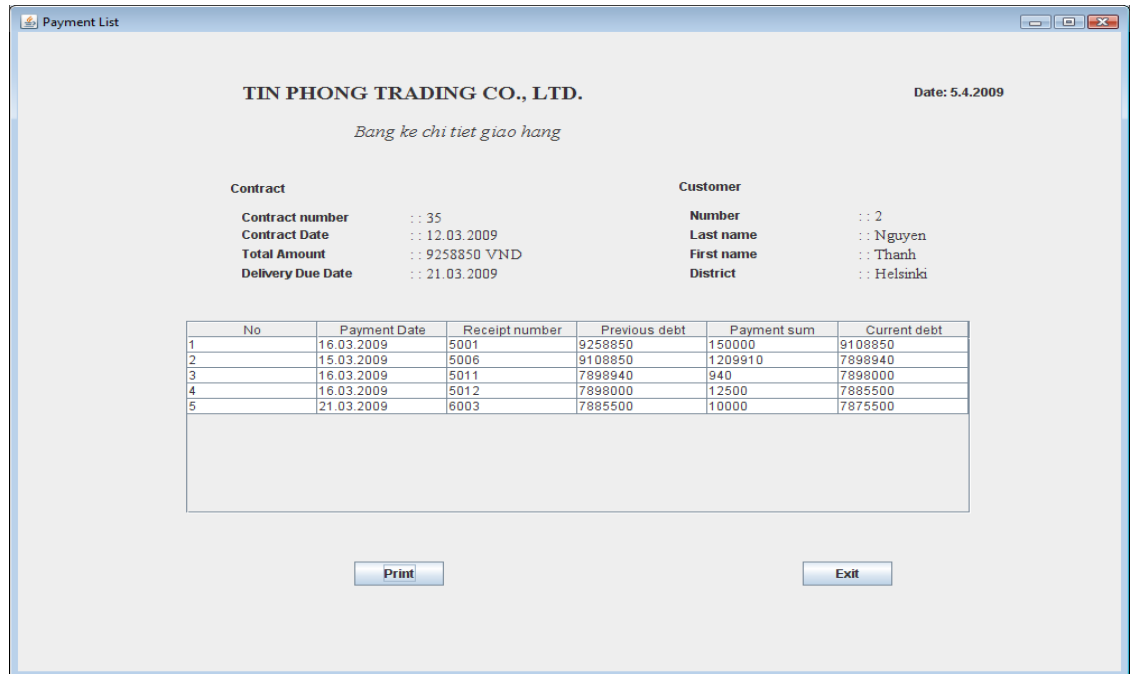 Payment List
TIN PHONG TRADING CO., LTD.
Date: 5.4.2009
Bang ke chi tiet giao hang
Contract
Customer
Contract number : : 35
Number : : 2
Contract Date : : 12.03.2009
Last name : : Nguyen
Total Amount : : 9258850 VND
First name : : Thanh
Delivery Due Date : : 21.03.2009
District : : Helsinki
No Payment Date Receipt number Previous debt Payment sum Current debt
1 16.03.2009 5001 9258850 150000 9108850
2 15.03.2009 5006 9108850 1209910 7898940
3 16.03.2009 5011 7898940 940 7898000
4 16.03.2009 5012 7898000 12500 7885500
5 21.03.2009 6003 7885500 10000 7875500
Print Exit